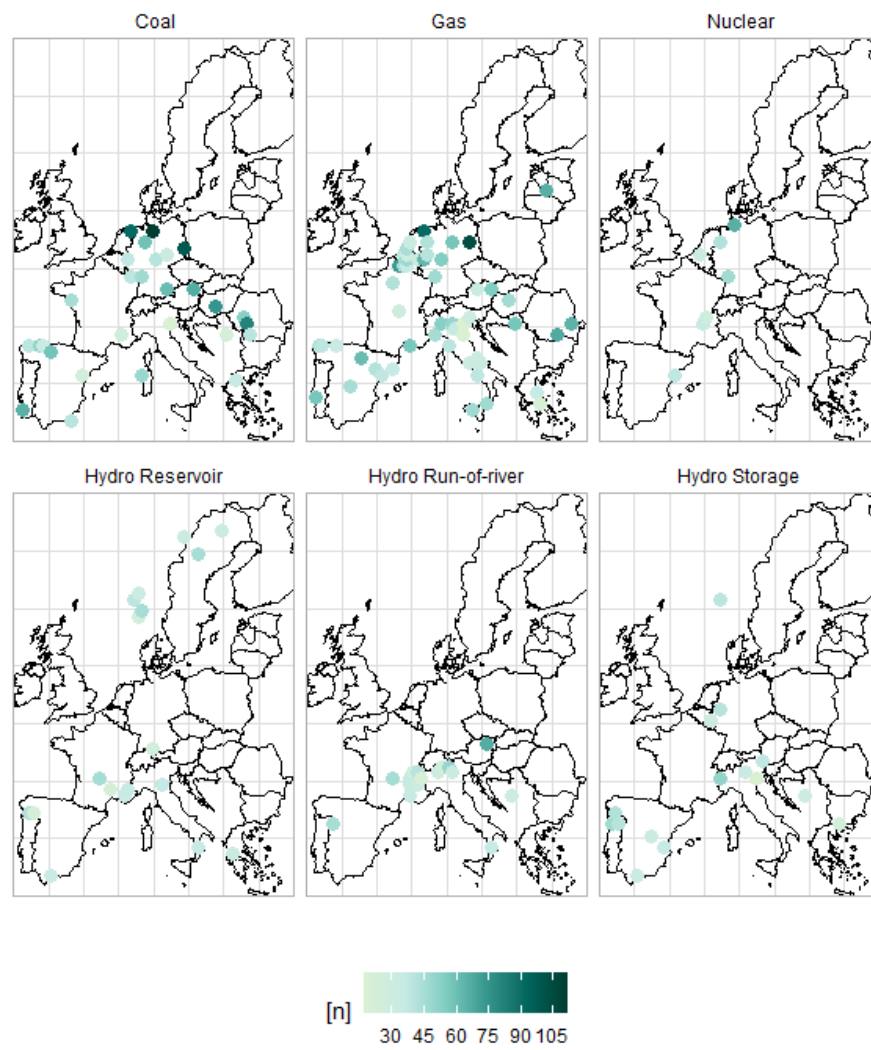 Coal Gas Nuclear
Hydro Reservoir Hydro Run-of-river Hydro Storage
[n]
30 45 60 75 90 105